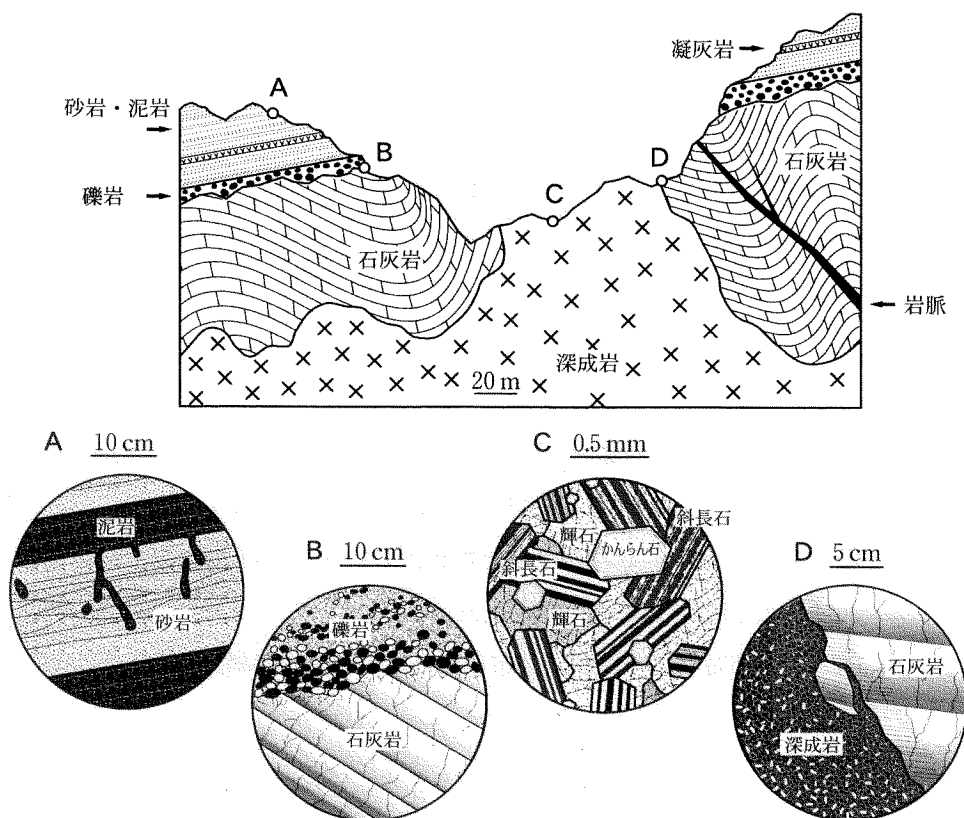 凝灰岩
砂岩・泥岩
A
B
礫岩
石灰岩
C
D
石灰岩
岩脈
深成岩
20 m
A 10 cm
泥岩
砂岩
B 10 cm
礫岩
石灰岩
C 0.5 mm
斜長石
輝石
かんらん石
斜長石
輝石
D 5 cm
石灰岩
深成岩